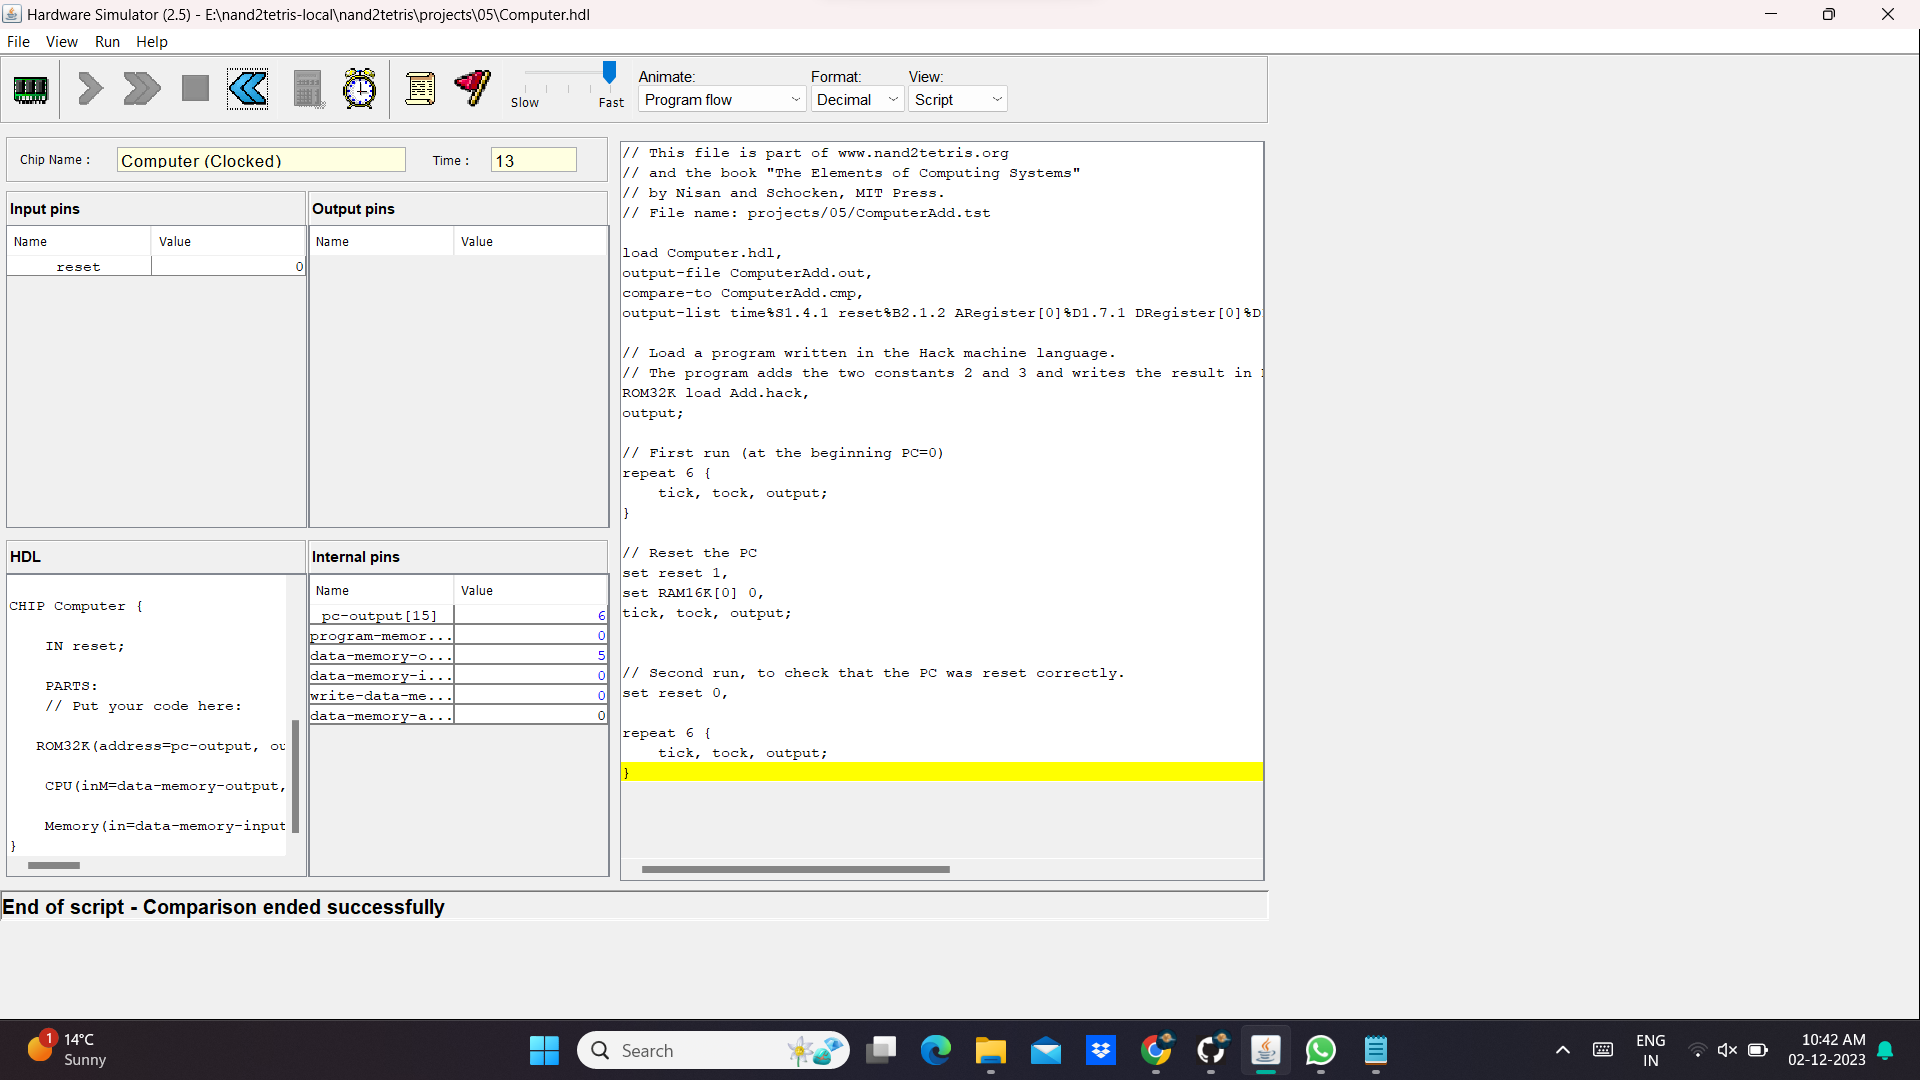 Hardware Simulator (2.5) - E:\nand2tetris-local\nand2tetris\projects\05\Computer.hdl
File View Run Help
Slow Fast
Animate: Format: View:
Program flow Decimal Script
Chip Name : Computer (Clocked) Time : 13
Input pins
Name Value
reset 0
Output pins
Name Value
HDL
CHIP Computer {
IN reset;
PARTS:
// Put your code here:
ROM32K(address=pc-output, ou
CPU(inM=data-memory-output,
Memory(in=data-memory-input
}
Internal pins
Name Value
pc-output[15] 6
program-memor... 0
data-memory-o... 5
data-memory-i... 0
write-data-me... 0
data-memory-a... 0
// This file is part of www.nand2tetris.org
// and the book "The Elements of Computing Systems"
// by Nisan and Schocken, MIT Press.
// File name: projects/05/ComputerAdd.tst
load Computer.hdl,
output-file ComputerAdd.out,
compare-to ComputerAdd.cmp,
output-list time%S1.4.1 reset%B2.1.2 ARegister[0]%D1.7.1 DRegister[0]%D
// Load a program written in the Hack machine language.
// The program adds the two constants 2 and 3 and writes the result in
ROM32K load Add.hack,
output;
// First run (at the beginning PC=0)
repeat 6 {
tick, tock, output;
}
// Reset the PC
set reset 1,
set RAM16K[0] 0,
tick, tock, output;
// Second run, to check that the PC was reset correctly.
set reset 0,
repeat 6 {
tick, tock, output;
}
End of script - Comparison ended successfully
1
14°C
Sunny
Search
ENG
IN
10:42 AM
02-12-2023